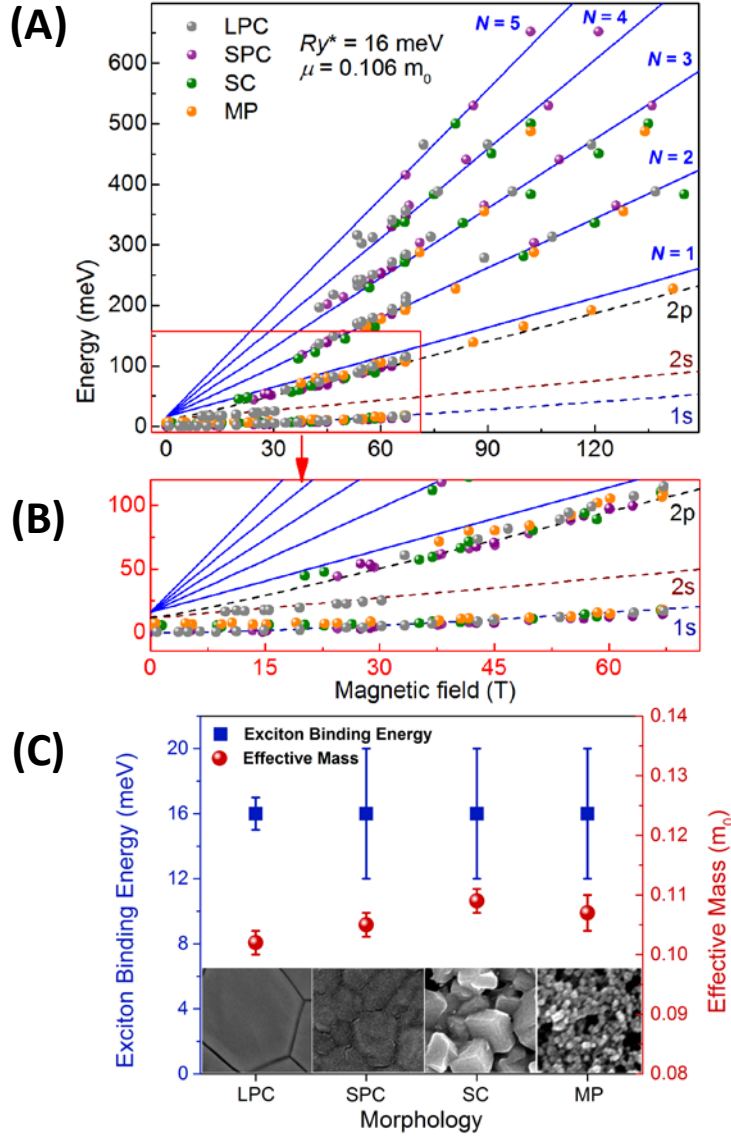 (A)
LPC
SPC
SC
MP
Ry* = 16 meV
μ = 0.106 m0
N = 5
N = 4
N = 3
N = 2
N = 1
2p
2s
1s
Energy (meV)
600
500
400
300
200
100
0
0 30 60 90 120
(B)
100
50
0
2p
2s
1s
0 15 30 45 60
Magnetic field (T)
(C)
Exciton Binding Energy
Effective Mass
Exciton Binding Energy (meV)
20
16
12
8
4
0
Effective Mass (m0)
0.14
0.13
0.12
0.11
0.10
0.09
0.08
LPC SPC SC MP
Morphology